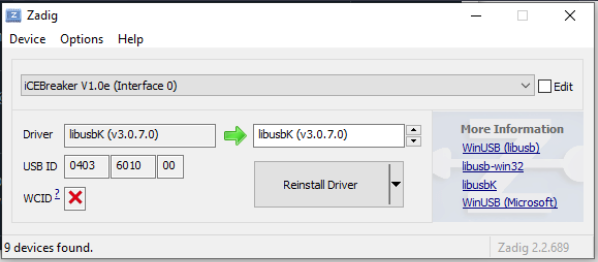 Zadig
Device Options Help
iCEBreaker V1.0e (Interface 0)
Edit
Driver libusbK (v3.0.7.0) libusbK (v3.0.7.0)
USB ID 0403 6010 00
WCID ?
Reinstall Driver
More Information
WinUSB (libusb)
libusb-win32
libusbK
WinUSB (Microsoft)
9 devices found.
Zadig 2.2.689